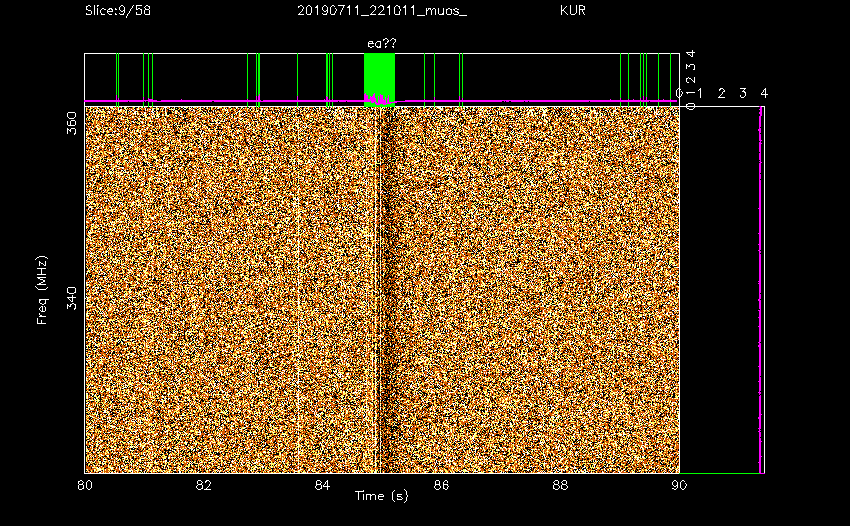 Slice:9/58 20190711_221011_muos_ KUR
ea??
0 1 2 3 4
0 1 2 3 4
360
340
Freq (MHz)
80 82 84 86 88 90
Time (s)